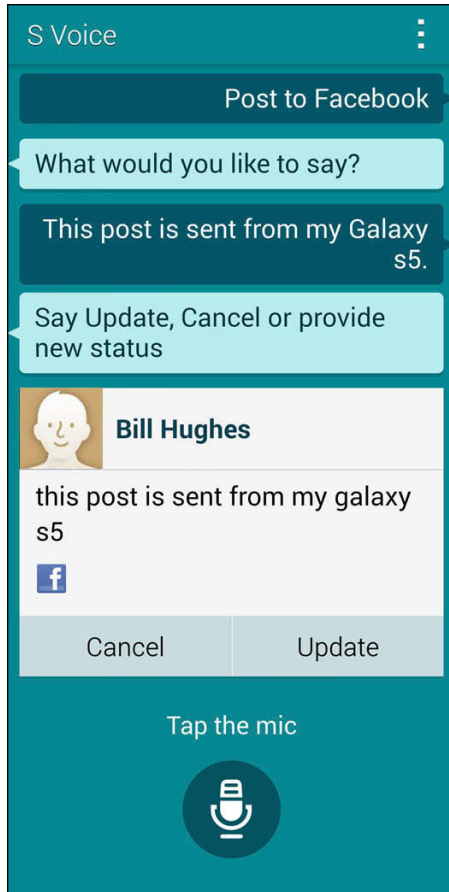 S Voice
Post to Facebook
What would you like to say?
This post is sent from my Galaxy
s5.
Say Update, Cancel or provide
new status
Bill Hughes
this post is sent from my galaxy
s5
f
Cancel
Update
Tap the mic